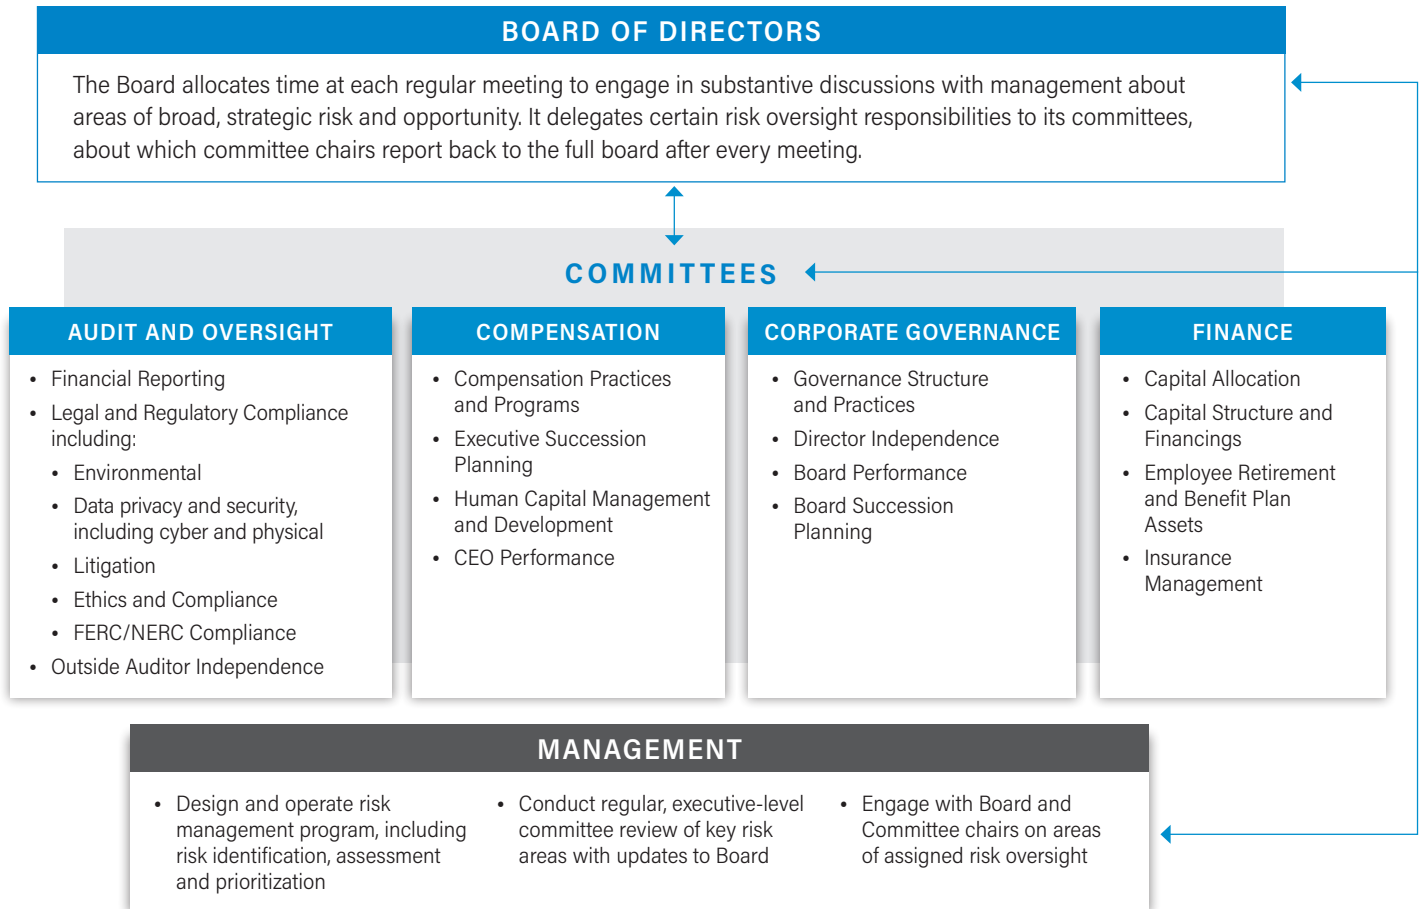 BOARD OF DIRECTORS
The Board allocates time at each regular meeting to engage in substantive discussions with management about
areas of broad, strategic risk and opportunity. It delegates certain risk oversight responsibilities to its committees,
about which committee chairs report back to the full board after every meeting.
COMMITTEES
AUDIT AND OVERSIGHT
• Financial Reporting
• Legal and Regulatory Compliance
including:
• Environmental
• Data privacy and security,
including cyber and physical
• Litigation
• Ethics and Compliance
• FERC/NERC Compliance
• Outside Auditor Independence
COMPENSATION
• Compensation Practices
and Programs
• Executive Succession
Planning
• Human Capital Management
and Development
• CEO Performance
CORPORATE GOVERNANCE
• Governance Structure
and Practices
• Director Independence
• Board Performance
• Board Succession
Planning
FINANCE
• Capital Allocation
• Capital Structure and
Financings
• Employee Retirement
and Benefit Plan
Assets
• Insurance
Management
MANAGEMENT
• Design and operate risk
management program, including
risk identification, assessment
and prioritization
• Conduct regular, executive-level
committee review of key risk
areas with updates to Board
• Engage with Board and
Committee chairs on areas
of assigned risk oversight